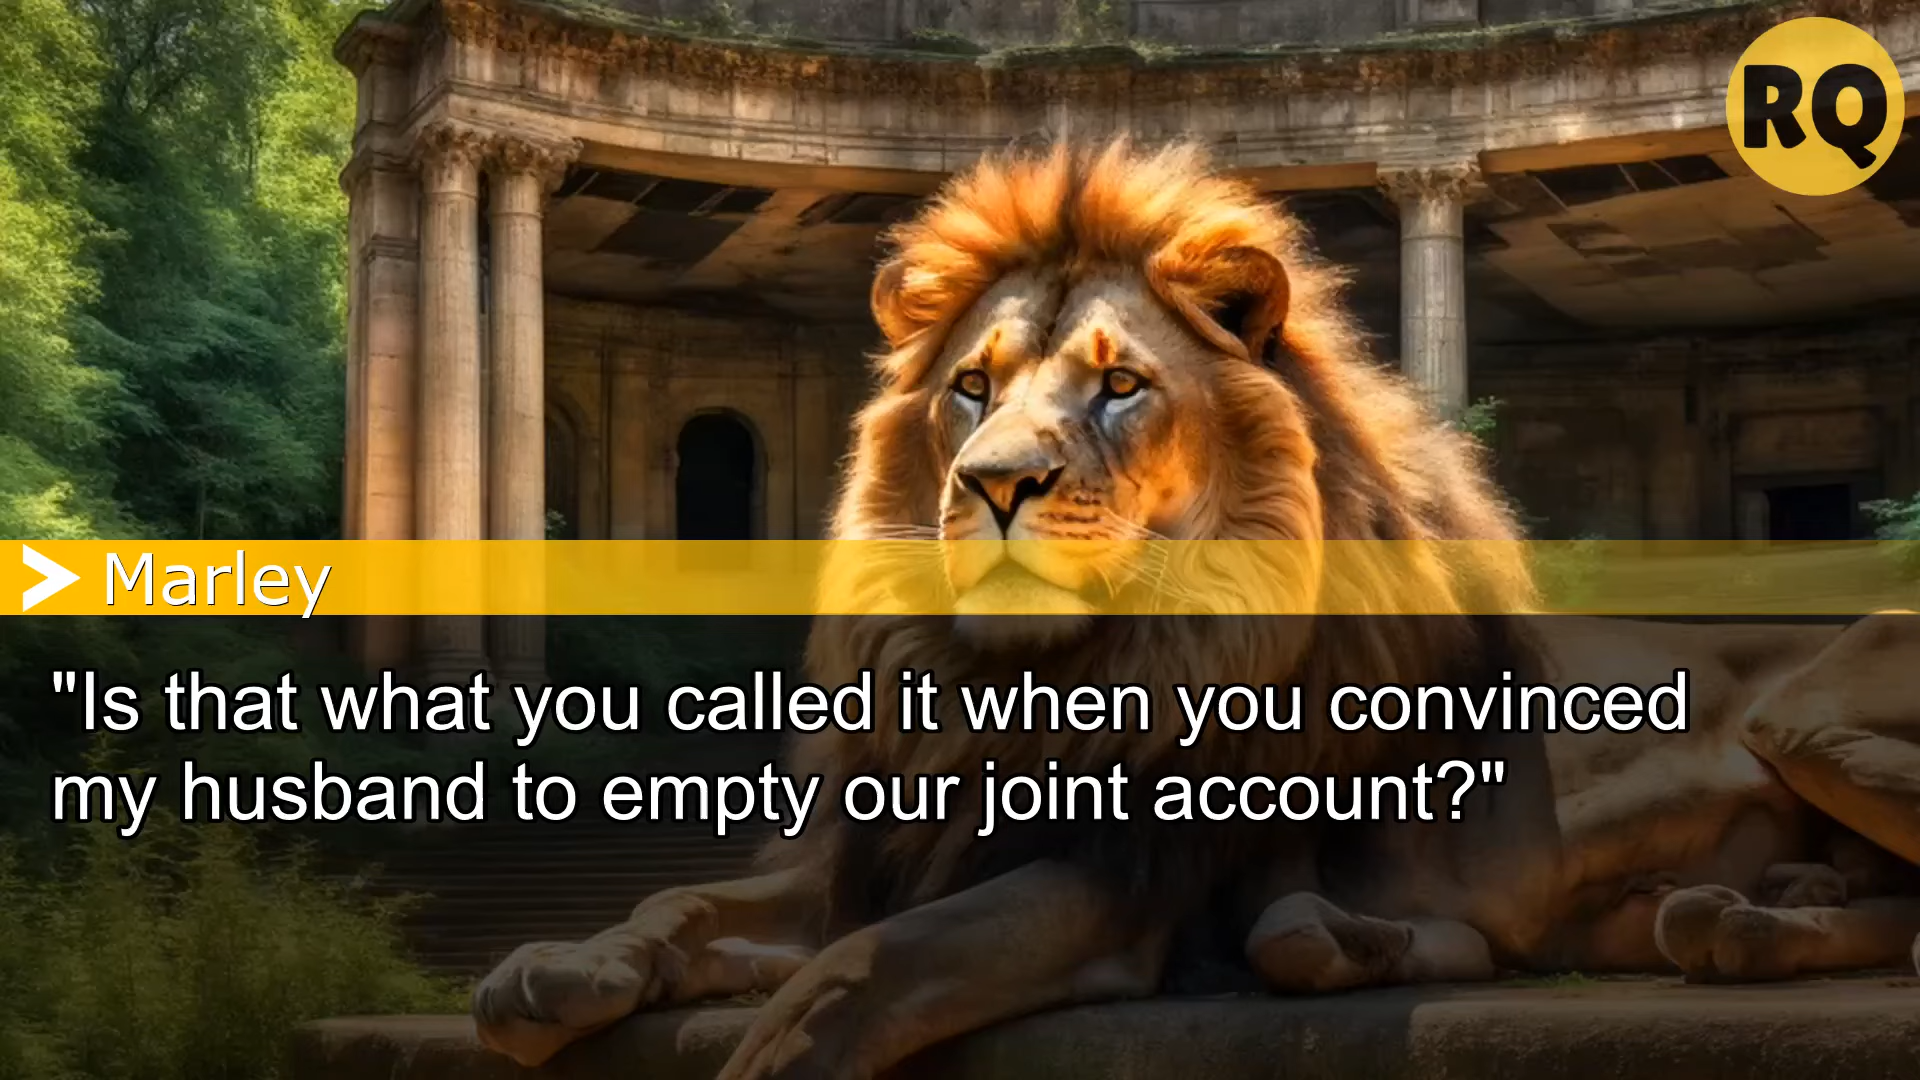 RQ
Marley
"Is that what you called it when you convinced
my husband to empty our joint account?"